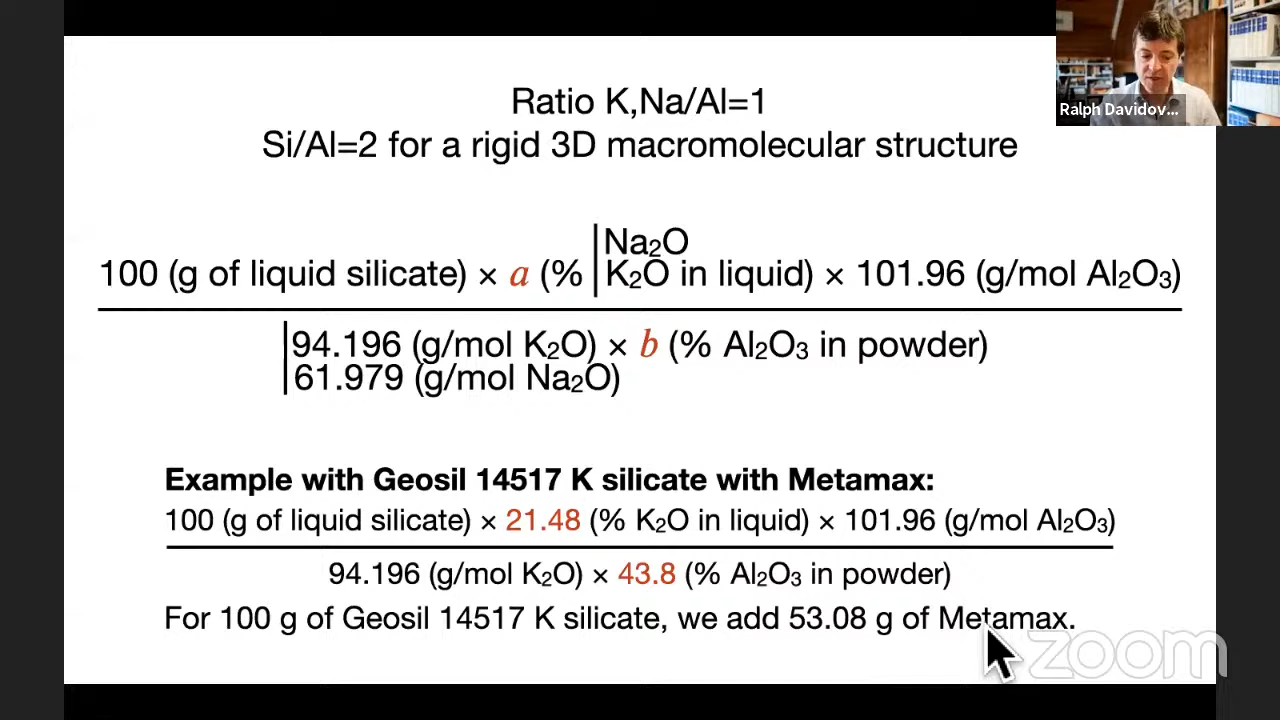 Ralph Davidov...
Ratio K,Na/Al=1
Si/Al=2 for a rigid 3D macromolecular structure
Na₂O
100 (g of liquid silicate) × a (% K₂O in liquid) × 101.96 (g/mol Al₂O₃)
94.196 (g/mol K₂O) × b (% Al₂O₃ in powder)
61.979 (g/mol Na₂O)
Example with Geosil 14517 K silicate with Metamax:
100 (g of liquid silicate) × 21.48 (% K₂O in liquid) × 101.96 (g/mol Al₂O₃)
94.196 (g/mol K₂O) × 43.8 (% Al₂O₃ in powder)
For 100 g of Geosil 14517 K silicate, we add 53.08 g of Metamax.
zoom